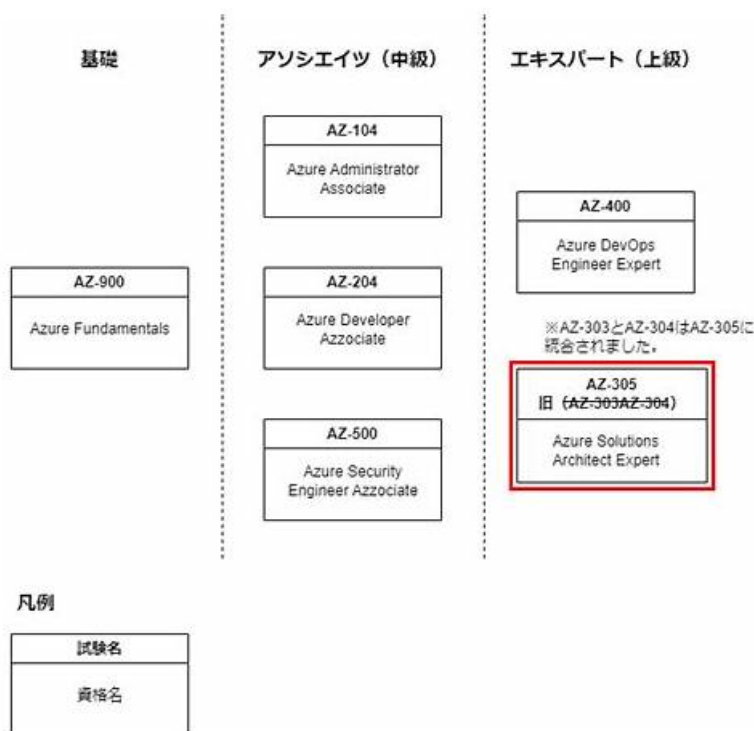 基礎
アソシエイツ（中級）
エキスパート（上級）
AZ-104
Azure Administrator
Associate
AZ-400
Azure DevOps
Engineer Expert
AZ-900
Azure Fundamentals
AZ-204
Azure Developer
Azzociate
※AZ-303とAZ-304はAZ-305に
統合されました。
AZ-305
旧（AZ-303AZ-304）
Azure Solutions
Architect Expert
AZ-500
Azure Security
Engineer Azzociate
凡例
試験名
資格名